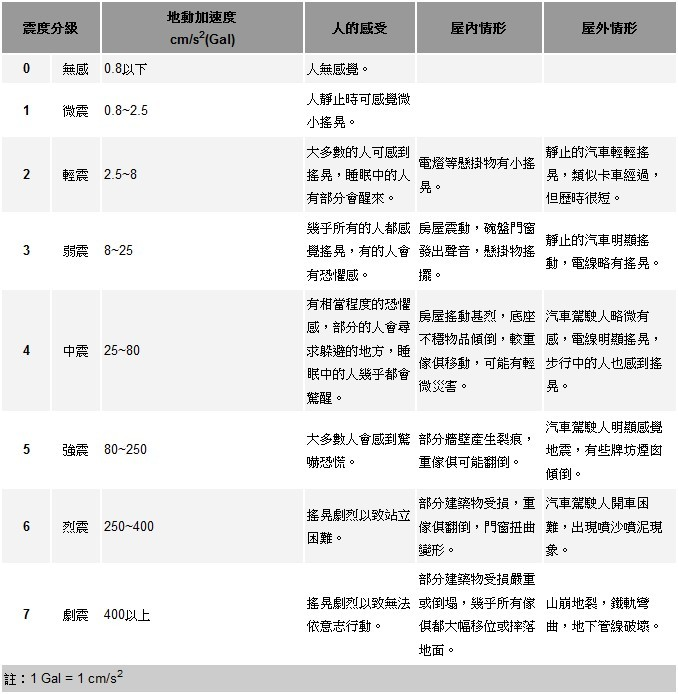 震度分級 地動加速度 人的感受 屋內情形 屋外情形
cm/s2(Gal)
0 無感 0.8以下 人無感覺。
1 微震 0.8~2.5 人靜止時可感覺微
小搖晃。
2 輕震 2.5~8 大多數的人可感到
搖晃，睡眠中的人
有部分會醒來。
電燈等懸掛物有小搖
晃。
靜止的汽車輕輕搖
晃，類似卡車經過，
但歷時很短。
3 弱震 8~25 幾乎所有的人都感
覺搖晃，有的人會
有恐懼感。
房屋震動，碗盤門窗
發出聲音，懸掛物搖
擺。
靜止的汽車明顯搖
動，電線略有搖晃。
4 中震 25~80 有相當程度的恐懼
感，部分的人會尋
求躲避的地方，睡
眠中的人幾乎都會
驚醒。
房屋搖動甚烈，底座
不穩物品傾倒，較重
傢俱移動，可能有輕
微災害。
汽車駕駛人略微有
感，電線明顯搖晃，
步行中的人也感到搖
晃。
5 強震 80~250 大多數人會感到驚
嚇恐慌。
部分牆壁產生裂痕，
重傢俱可能翻倒。
汽車駕駛人明顯感覺
地震，有些牌坊煙囪
傾倒。
6 烈震 250~400 搖晃劇烈以致站立
困難。
部分建築物受損，重
傢俱翻倒，門窗扭曲
變形。
汽車駕駛人開車困
難，出現噴沙噴泥現
象。
7 劇震 400以上 搖晃劇烈以致無法
依意志行動。
部分建築物受損嚴重
或倒塌，幾乎所有傢
俱都大幅移位或摔落
地面。
山崩地裂，鐵軌彎
曲，地下管線破壞。
註：1 Gal = 1 cm/s2